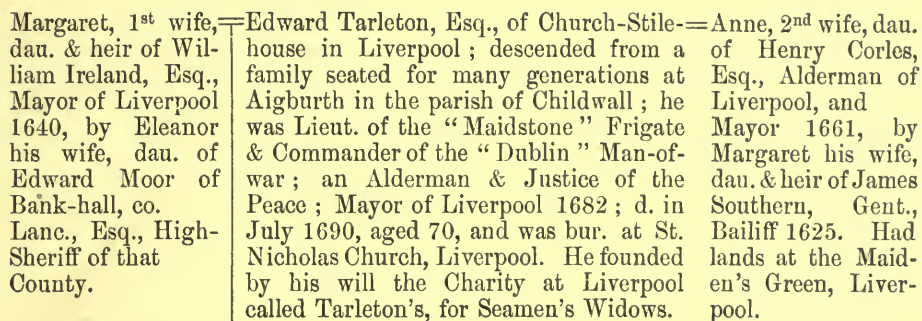 Margaret, 1st wife,
dau. & heir of Wil-
liam Ireland, Esq.,
Mayor of Liverpool
1640, by Eleanor
his wife, dau. of
Edward Moor of
Bank-hall, co.
Lanc., Esq., High-
Sheriff of that
County.
=Edward Tarleton, Esq., of Church-Stile-=
house in Liverpool ; descended from a
family seated for many generations at
Aigburth in the parish of Childwall ; he
was Lieut. of the “Maidstone” Frigate
& Commander of the “Dublin” Man-of-
war ; an Alderman & Justice of the
Peace ; Mayor of Liverpool 1682 ; d. in
July 1690, aged 70, and was bur. at St.
Nicholas Church, Liverpool. He founded
by his will the Charity at Liverpool
called Tarleton's, for Seamen's Widows.
Anne, 2nd wife, dau.
of Henry Corles,
Esq., Alderman of
Liverpool, and
Mayor 1661, by
Margaret his wife,
dau. & heir of James
Southern, Gent.,
Bailiff 1625. Had
lands at the Maid-
en's Green, Liver-
pool.